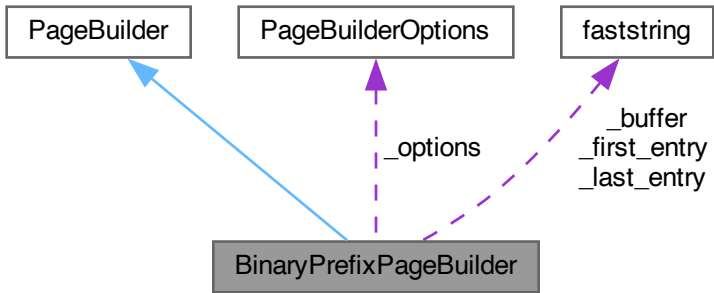 PageBuilder
PageBuilderOptions
faststring
_options
_buffer
_first_entry
_last_entry
BinaryPrefixPageBuilder